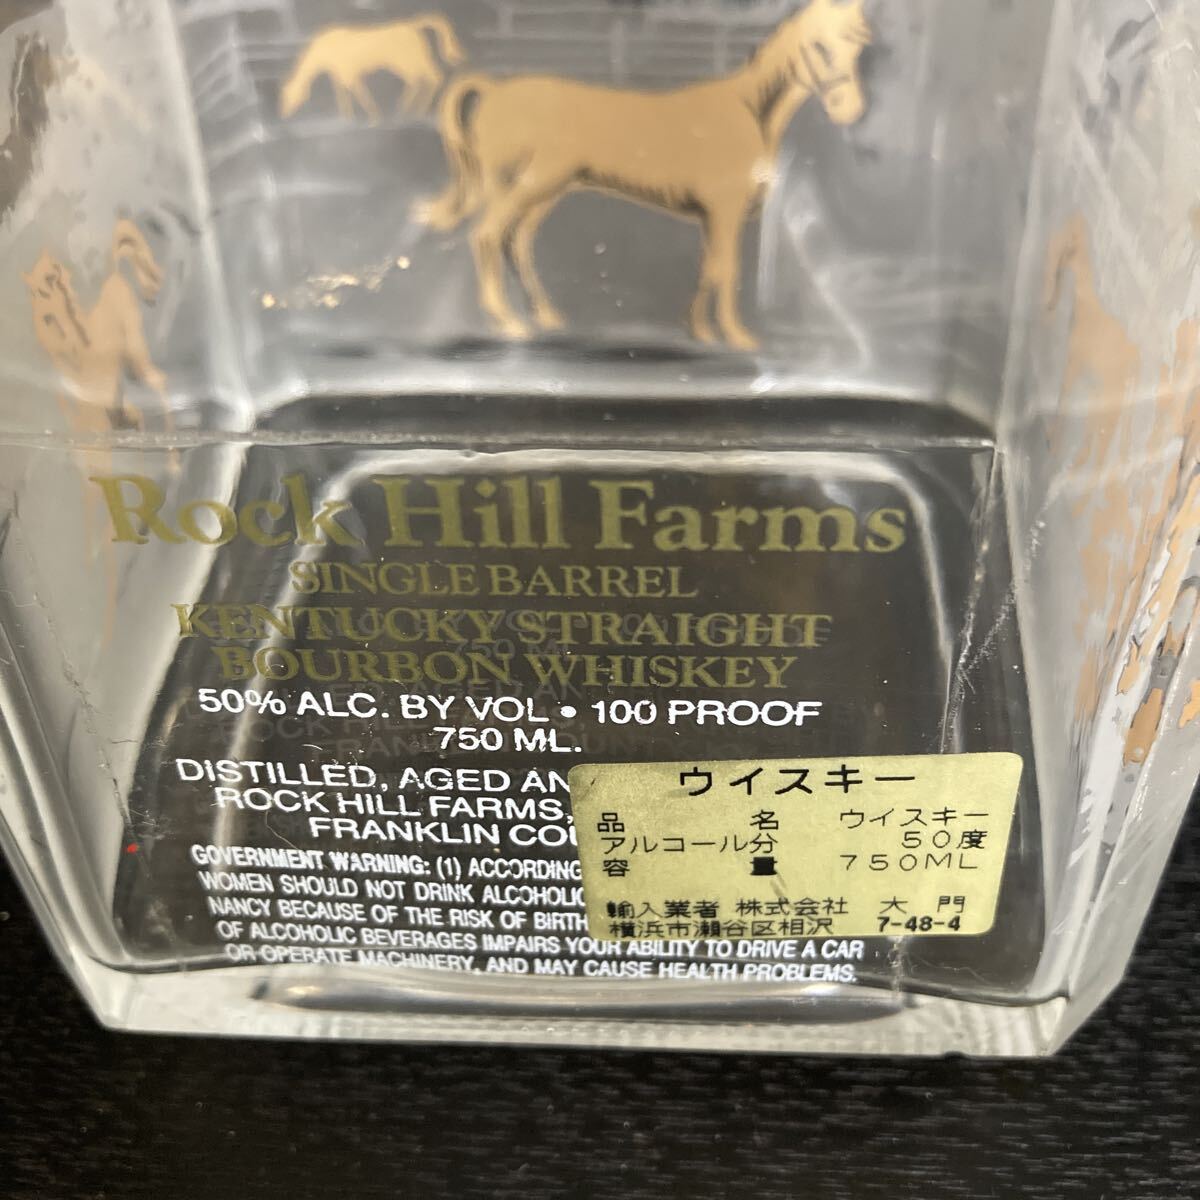 Rock Hill Farms
SINGLE BARREL
KENTUCKY STRAIGHT
BOURBON WHISKEY
50% ALC. BY VOL • 100 PROOF
750 ML.
DISTILLED, AGED AN
ROCK HILL FARMS,
FRANKLIN COU
GOVERNMENT WARNING: (1) ACCORDING
WOMEN SHOULD NOT DRINK ALCOHOLIC
NANCY BECAUSE OF THE RISK OF BIRTH
OF ALCOHOLIC BEVERAGES IMPAIRS YOUR ABILITY TO DRIVE A CAR
OR OPERATE MACHINERY, AND MAY CAUSE HEALTH PROBLEMS.
ウイスキー
品 名 ウイスキー
アルコール分 50度
容 量 750ML
輸入業者 株式会社 大 門
横浜市瀬谷区相沢 7-48-4